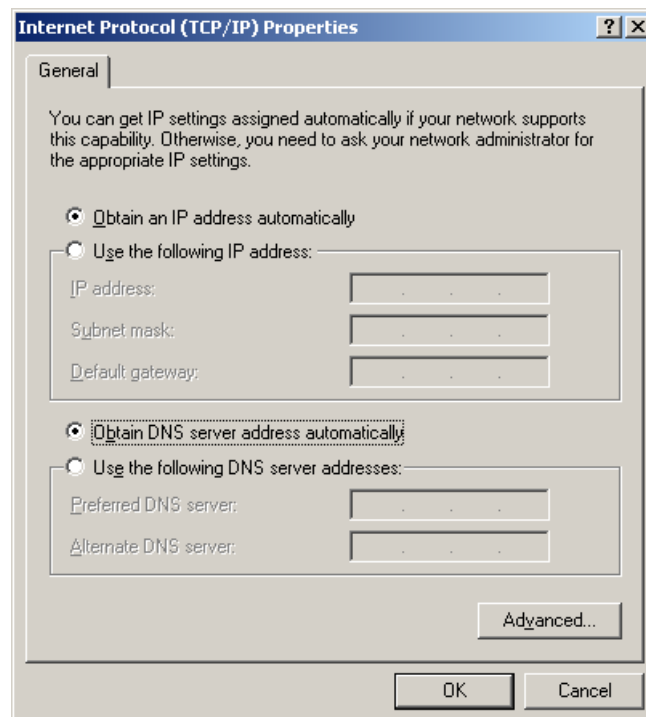 Internet Protocol (TCP/IP) Properties
General
You can get IP settings assigned automatically if your network supports
this capability. Otherwise, you need to ask your network administrator for
the appropriate IP settings.
Obtain an IP address automatically
Use the following IP address:
IP address:
Subnet mask:
Default gateway:
Obtain DNS server address automatically
Use the following DNS server addresses:
Preferred DNS server:
Alternate DNS server:
Advanced...
OK
Cancel